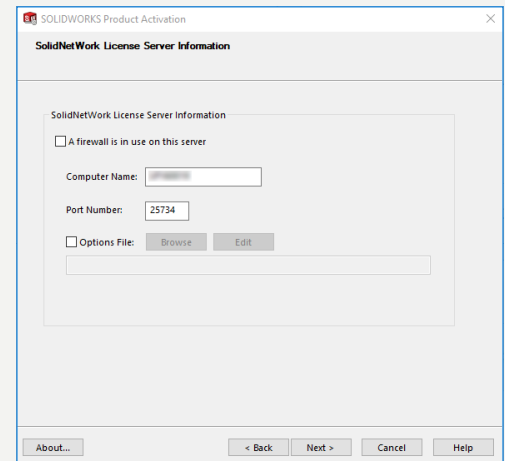 SOLIDWORKS Product Activation
SolidNetWork License Server Information
SolidNetWork License Server Information
A firewall is in use on this server
Computer Name:
Port Number: 25734
Options File: Browse Edit
About... < Back Next > Cancel Help